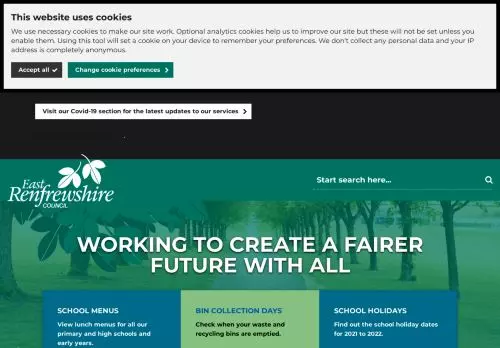 This website uses cookies
We use necessary cookies to make our site work. Optional analytics cookies help us to improve our site but these will not be set unless you
enable them. Using this tool will set a cookie on your device to remember your preferences. We don't collect any personal data and your IP
address is completely anonymous.
Accept all ✓ Change cookie preferences ❯
Visit our Covid-19 section for the latest updates to our services ❯
East
Renfrewshire
COUNCIL
Start search here...
WORKING TO CREATE A FAIRER
FUTURE WITH ALL
SCHOOL MENUS BIN COLLECTION DAYS SCHOOL HOLIDAYS
View lunch menus for all our Check when your waste and Find out the school holiday dates
primary and high schools and recycling bins are emptied. for 2021 to 2022.
early years.